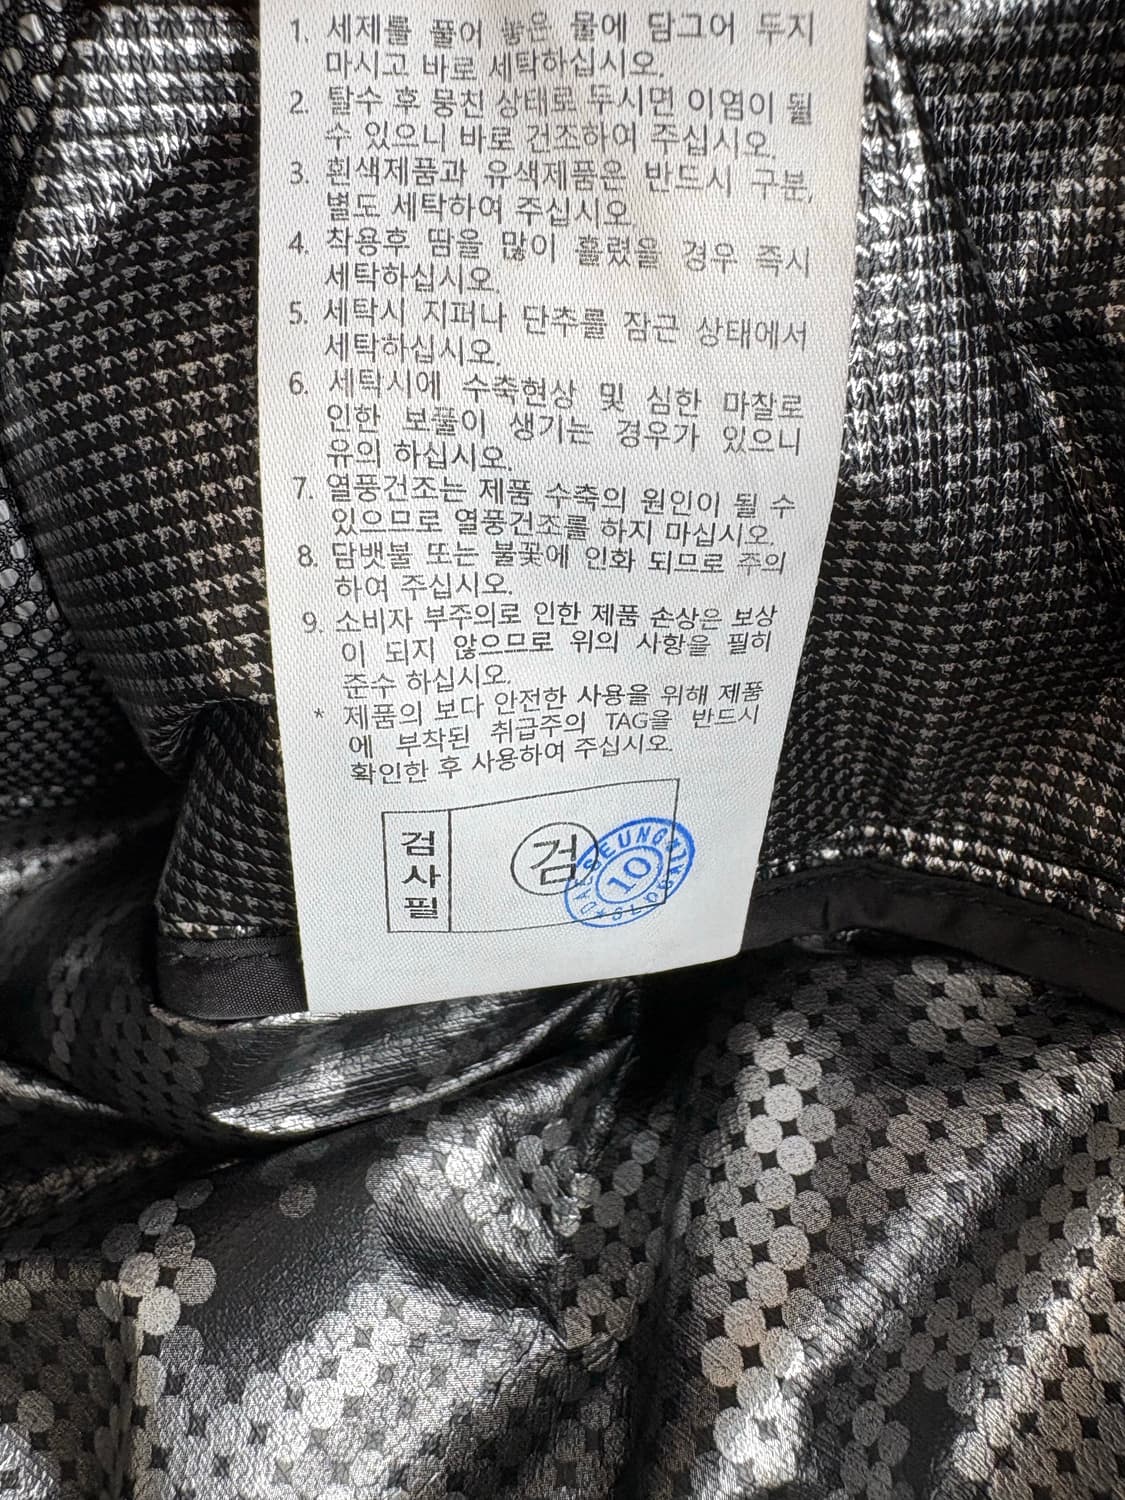 1. 세제를 풀어 놓은 물에 담그어 두지
마시고 바로 세탁하십시오.
2. 탈수 후 뭉친 상태로 두시면 이염이 될
수 있으니 바로 건조하여 주십시오.
3. 흰색제품과 유색제품은 반드시 구분,
별도 세탁하여 주십시오.
4. 착용후 땀을 많이 흘렸을 경우 즉시
세탁하십시오.
5. 세탁시 지퍼나 단추를 잠근 상태에서
세탁하십시오.
6. 세탁시에 수축현상 및 심한 마찰로
인한 보풀이 생기는 경우가 있으니
유의 하십시오.
7. 열풍건조는 제품 수축의 원인이 될 수
있으므로 열풍건조를 하지 마십시오.
8. 담뱃불 또는 불꽃에 인화 되므로 주의
하여 주십시오.
9. 소비자 부주의로 인한 제품 손상은 보상
이 되지 않으므로 위의 사항을 필히
준수 하십시오.
* 제품의 보다 안전한 사용을 위해 제품
에 부착된 취급주의 TAG을 반드시
확인한 후 사용하여 주십시오.
검사필
검
10